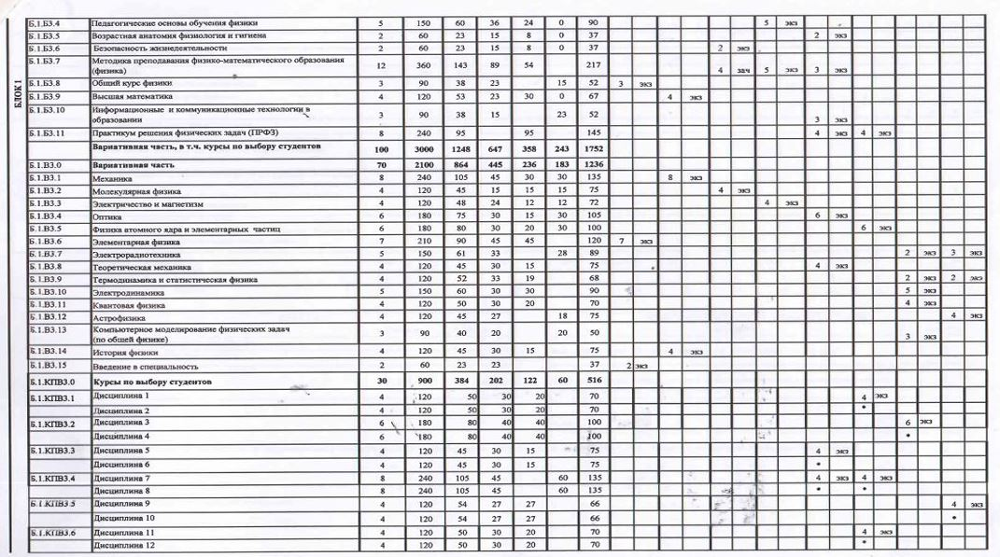 БЛОК 1
Б.1.Б3.4 Педагогические основы обучения физики 5 150 60 36 24 0 90 5 экз
Б.1.Б3.5 Возрастная анатомия физиология и гигиена 2 60 23 15 8 0 37 2 экз
Б.1.Б3.6 Безопасность жизнедеятельности 2 60 23 15 8 0 37 2 экз
Б.1.Б3.7 Методика преподавания физико-математического образования
(физика) 12 360 143 89 54 217 4 зач 5 экз 3 экз
Б.1.Б3.8 Общий курс физики 3 90 38 23 15 52 3 экз
Б.1.Б3.9 Высшая математика 4 120 53 23 30 0 67 4 экз
Б.1.Б3.10 Информационные и коммуникационные технологии в
образовании 3 90 38 15 23 52 3 экз
Б.1.Б3.11 Практикум решения физических задач (ПРФЗ) 8 240 95 95 145 4 экз 4 экз
Вариативная часть, в т.ч. курсы по выбору студентов 100 3000 1248 647 358 243 1752
Б.1.В3.0 Вариативная часть 70 2100 864 445 236 183 1236
Б.1.В3.1 Механика 8 240 105 45 30 30 135 8 экз
Б.1.В3.2 Молекулярная физика 4 120 45 15 15 15 75 4 экз
Б.1.В3.3 Электричество и магнетизм 4 120 48 24 12 12 72 4 экз
Б.1.В3.4 Оптика 6 180 75 30 15 30 105 6 экз
Б.1.В3.5 Физика атомного ядра и элементарных частиц 6 180 80 30 20 30 100 6 экз
Б.1.В3.6 Элементарная физика 7 210 90 45 45 120 7 экз
Б.1.В3.7 Электрорадиотехника 5 150 61 33 28 89 2 экз 3 экз
Б.1.В3.8 Теоретическая механика 4 120 45 30 15 75 4 экз
Б.1.В3.9 Термодинамика и статистическая физика 4 120 52 33 19 68 2 экз 2 экз
Б.1.В3.10 Электродинамика 5 150 60 30 30 90 5 экз
Б.1.В3.11 Квантовая физика 4 120 50 30 20 70 4 экз
Б.1.В3.12 Астрофизика 4 120 45 27 18 75 4 экз
Б.1.В3.13 Компьютерное моделирование физических задач
(по общей физике) 3 90 40 20 20 50 3 экз
Б.1.В3.14 История физики 4 120 45 30 15 75 4 экз
Б.1.В3.15 Введение в специальность 2 60 23 23 37 2 экз
Б.1.КПВ3.0 Курсы по выбору студентов 30 900 384 202 122 60 516
Б.1.КПВ3.1 Дисциплина 1 4 120 50 30 20 70 4 экз
Дисциплина 2 4 120 50 30 20 70 *
Б.1.КПВ3.2 Дисциплина 3 6 180 80 40 40 100 6 экз
Дисциплина 4 6 180 80 40 40 100 *
Б.1.КПВ3.3 Дисциплина 5 4 120 45 30 15 75 4 экз
Дисциплина 6 4 120 45 30 15 75 *
Б.1.КПВ3.4 Дисциплина 7 8 240 105 45 60 135 4 экз 4 экз
Дисциплина 8 8 240 105 45 60 135 * *
Б.1.КПВ3.5 Дисциплина 9 4 120 54 27 27 66 4 экз
Дисциплина 10 4 120 54 27 27 66 *
Б.1.КПВ3.6 Дисциплина 11 4 120 50 30 20 70 4 экз
Дисциплина 12 4 120 50 30 20 70 *